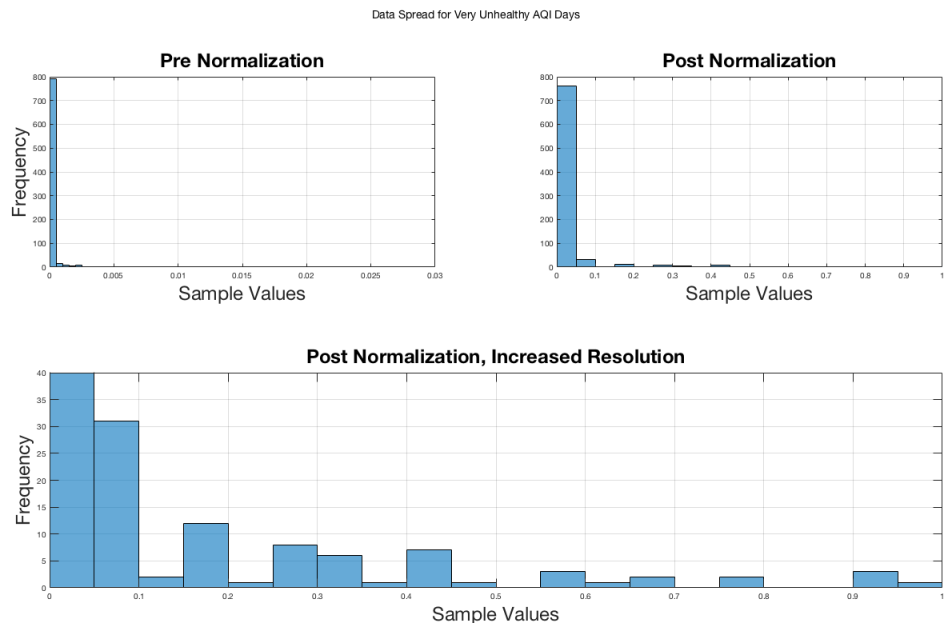 Data Spread for Very Unhealthy AQI Days
Pre Normalization
800
700
600
500
400
300
200
100
0
Frequency
0 0.005 0.01 0.015 0.02 0.025 0.03
Sample Values
Post Normalization
800
700
600
500
400
300
200
100
0
0 0.1 0.2 0.3 0.4 0.5 0.6 0.7 0.8 0.9 1
Sample Values
Post Normalization, Increased Resolution
40
35
30
25
20
15
10
5
0
Frequency
0 0.1 0.2 0.3 0.4 0.5 0.6 0.7 0.8 0.9 1
Sample Values